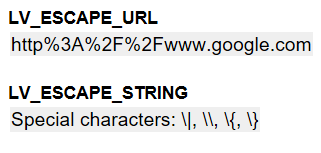 LV_ESCAPE_URL
http%3A%2F%2Fwww.google.com
LV_ESCAPE_STRING
Special characters: \|, \\, \{, \}